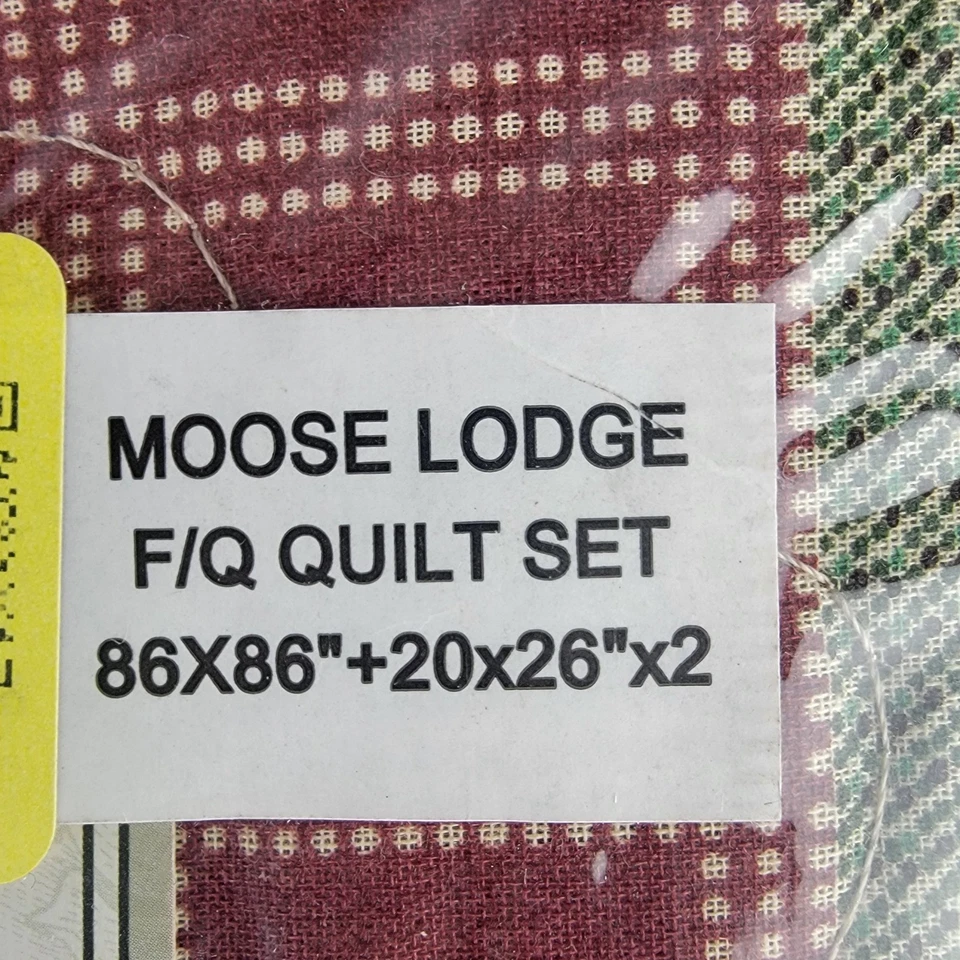 MOOSE LODGE
F/Q QUILT SET
86X86"+20x26"x2